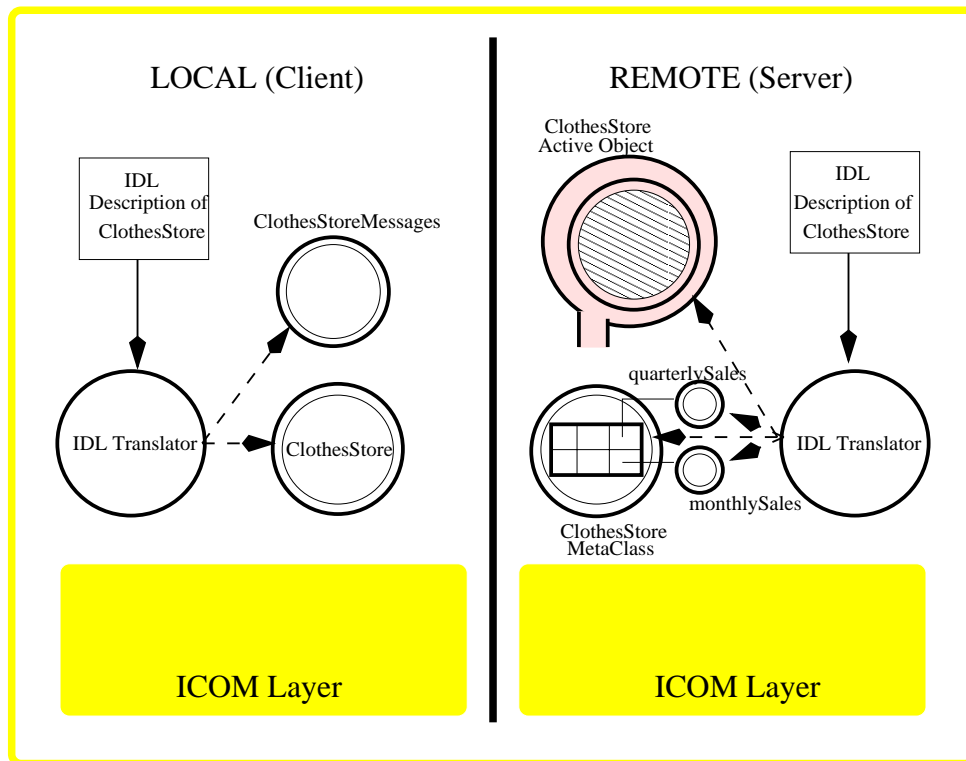 LOCAL (Client)
IDL
Description of
ClothesStore
ClothesStoreMessages
IDL Translator
ClothesStore
ICOM Layer
REMOTE (Server)
ClothesStore
Active Object
IDL
Description of
ClothesStore
quarterlySales
IDL Translator
monthlySales
ClothesStore
MetaClass
ICOM Layer